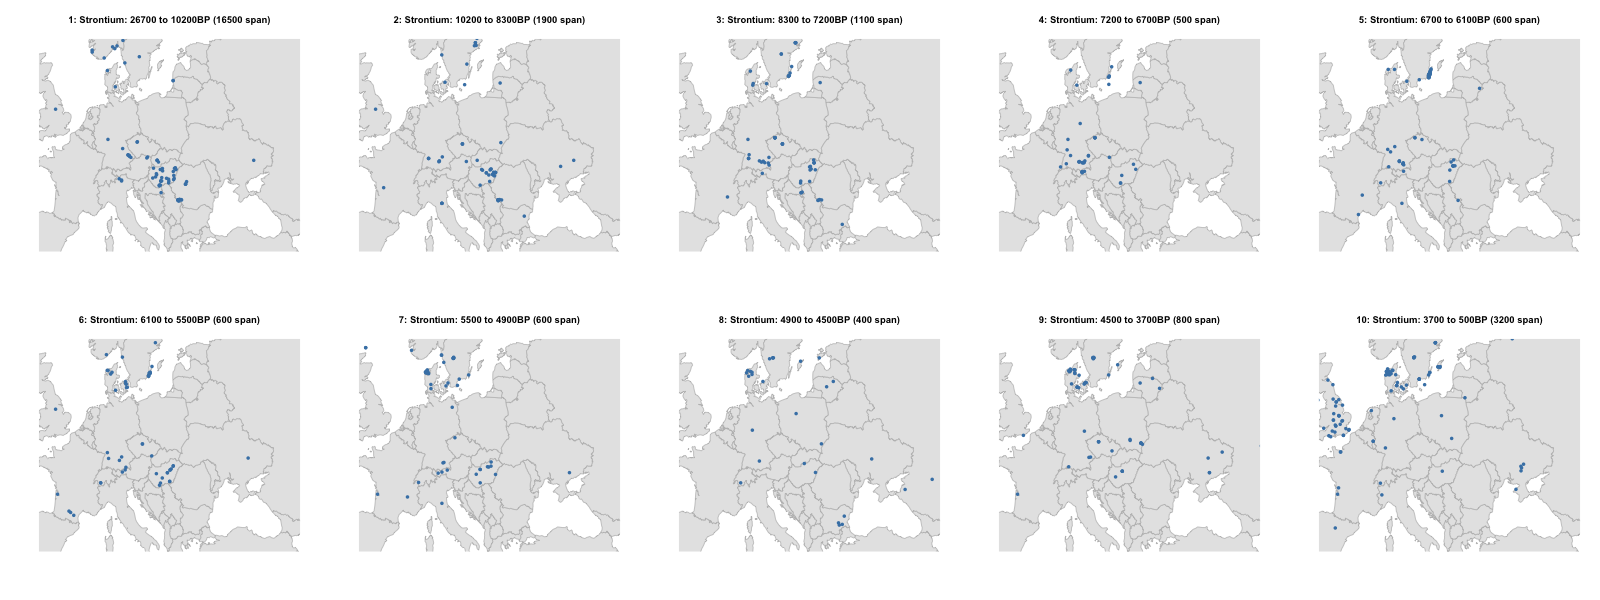 1: Strontium: 26700 to 10200BP (16500 span)
2: Strontium: 10200 to 8300BP (1900 span)
3: Strontium: 8300 to 7200BP (1100 span)
4: Strontium: 7200 to 6700BP (500 span)
5: Strontium: 6700 to 6100BP (600 span)
6: Strontium: 6100 to 5500BP (600 span)
7: Strontium: 5500 to 4900BP (600 span)
8: Strontium: 4900 to 4500BP (400 span)
9: Strontium: 4500 to 3700BP (800 span)
10: Strontium: 3700 to 500BP (3200 span)